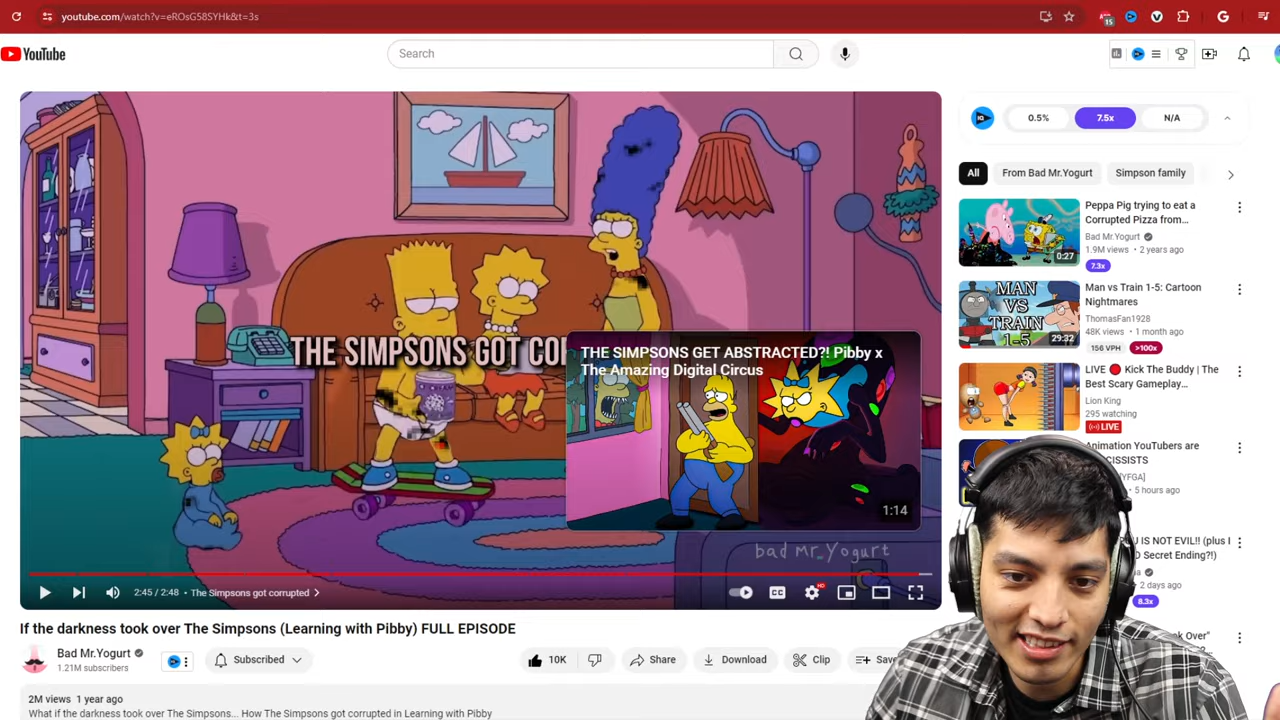 youtube.com/watch?v=eROsG58SYHk&t=3s
15
YouTube
Search
THE SIMPSONS GOT
THE SIMPSONS GET ABSTRACTED?! Pibby x
The Amazing Digital Circus
1:14
bad Mr.Yogurt
2:45 / 2:48 • The Simpsons got corrupted
CC
HD
If the darkness took over The Simpsons (Learning with Pibby) FULL EPISODE
Bad Mr.Yogurt
1.21M subscribers
Subscribed
10K
Share
Download
Clip
2M views 1 year ago
What if the darkness took over The Simpsons... How The Simpsons got corrupted in Learning with Pibby
0.5%
7.5x
N/A
All
From Bad Mr.Yogurt
Simpson family
Peppa Pig trying to eat a
Corrupted Pizza from...
Bad Mr.Yogurt
1.9M views • 2 years ago
7.3x
0:27
Man vs Train 1-5: Cartoon
Nightmares
ThomasFan1928
48K views • 1 month ago
156 VPH
>100x
MAN
VS
TRAIN
1-5
29:32
LIVE 🔴 Kick The Buddy | The
Best Scary Gameplay...
Lion King
295 watching
LIVE
Animation YouTubers are
[YFGA]
• 5 hours ago
IS NOT EVIL!! (plus
Secret Ending?!)
2 days ago
8.3x
Over"